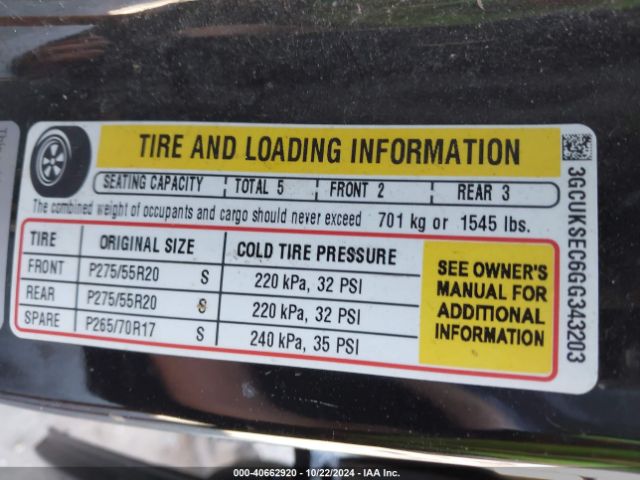 TIRE AND LOADING INFORMATION
SEATING CAPACITY TOTAL 5 FRONT 2 REAR 3
The combined weight of occupants and cargo should never exceed 701 kg or 1545 lbs.
TIRE ORIGINAL SIZE COLD TIRE PRESSURE
FRONT P275/55R20 S 220 kPa, 32 PSI
REAR P275/55R20 S 220 kPa, 32 PSI
SPARE P265/70R17 S 240 kPa, 35 PSI
SEE OWNER'S
MANUAL FOR
ADDITIONAL
INFORMATION
3GCUKSEC6GG343203
000-40662920 - 10/22/2024 - IAA Inc.